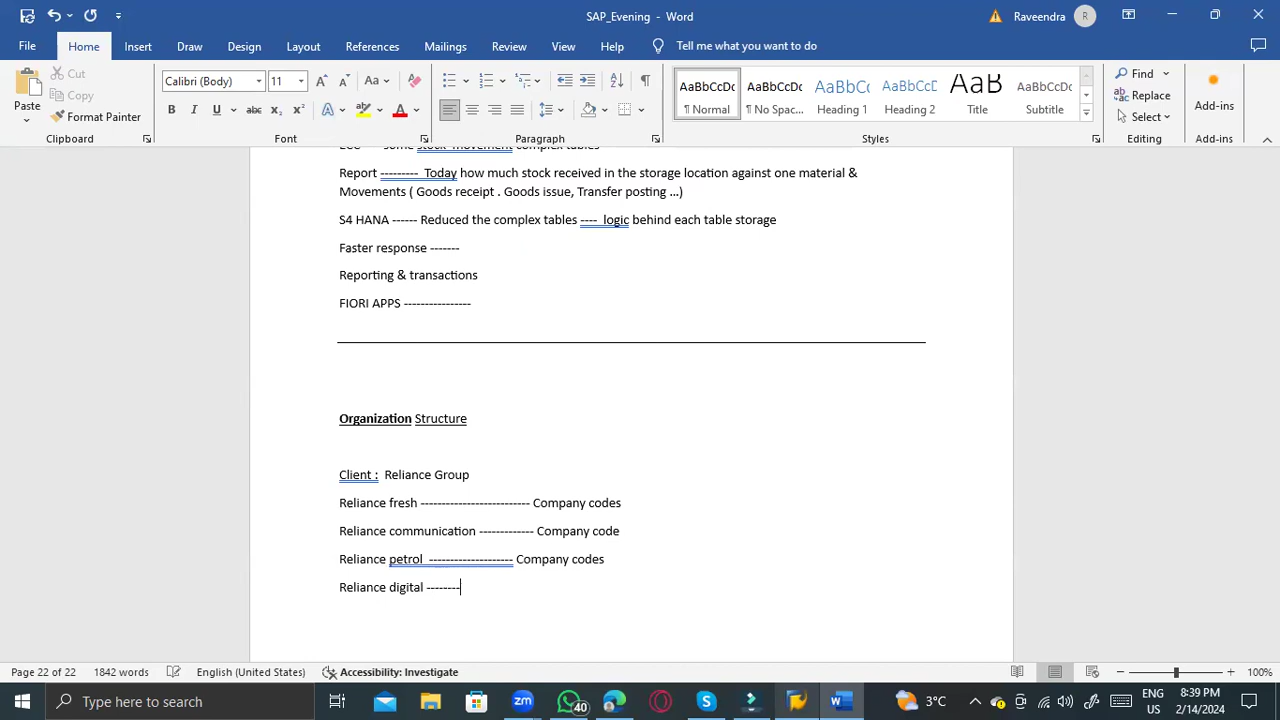 SAP_Evening - Word
Raveendra
R
File
Home
Insert
Draw
Design
Layout
References
Mailings
Review
View
Help
Tell me what you want to do
Paste
Cut
Copy
Format Painter
Clipboard
Calibri (Body)
11
Font
Paragraph
AaBbCcDc
¶ Normal
AaBbCcDc
¶ No Spac...
AaBbCc
Heading 1
AaBbCcD
Heading 2
AaB
Title
AaBbCcD
Subtitle
Styles
Find
Replace
Select
Editing
Add-ins
Add-ins
Report --------- Today how much stock received in the storage location against one material &
Movements ( Goods receipt . Goods issue, Transfer posting ...)
S4 HANA ------ Reduced the complex tables ---- logic behind each table storage
Faster response -------
Reporting & transactions
FIORI APPS ----------------
Organization Structure
Client : Reliance Group
Reliance fresh -------------------------- Company codes
Reliance communication ------------- Company code
Reliance petrol -------------------- Company codes
Reliance digital --------
Page 22 of 22
1842 words
English (United States)
Accessibility: Investigate
100%
Type here to search
40
3°C
ENG
US
8:39 PM
2/14/2024